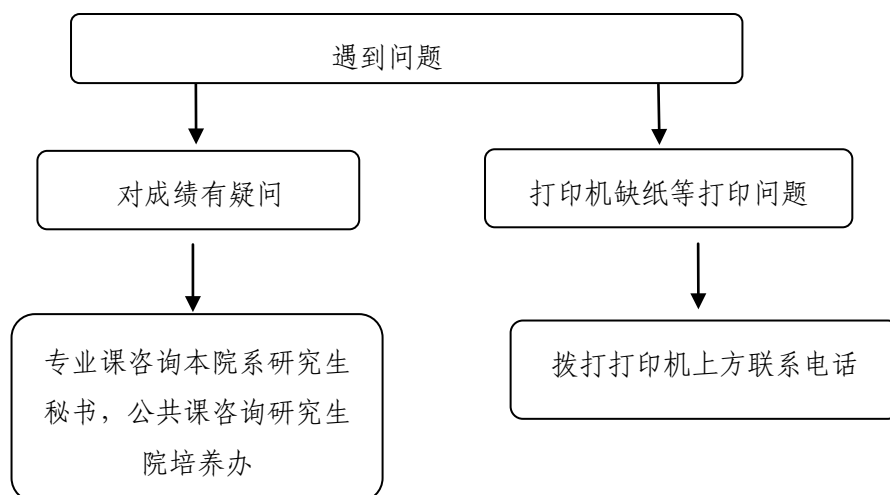 遇到问题
对成绩有疑问
打印机缺纸等打印问题
专业课咨询本院系研究生
秘书，公共课咨询研究生
院培养办
拨打打印机上方联系电话